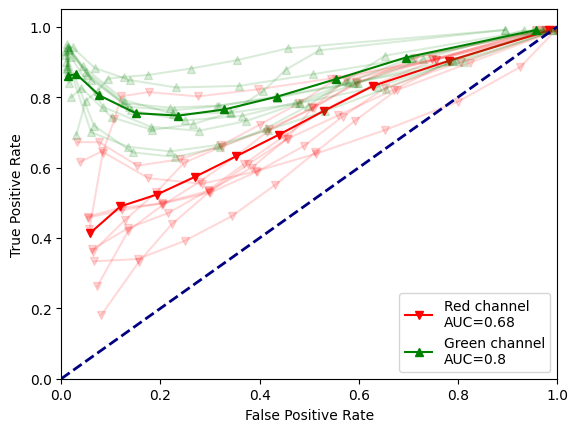 True Positive Rate
1.0
0.8
0.6
0.4
0.2
0.0
Red channel
AUC=0.68
Green channel
AUC=0.8
0.0 0.2 0.4 0.6 0.8 1.0
False Positive Rate